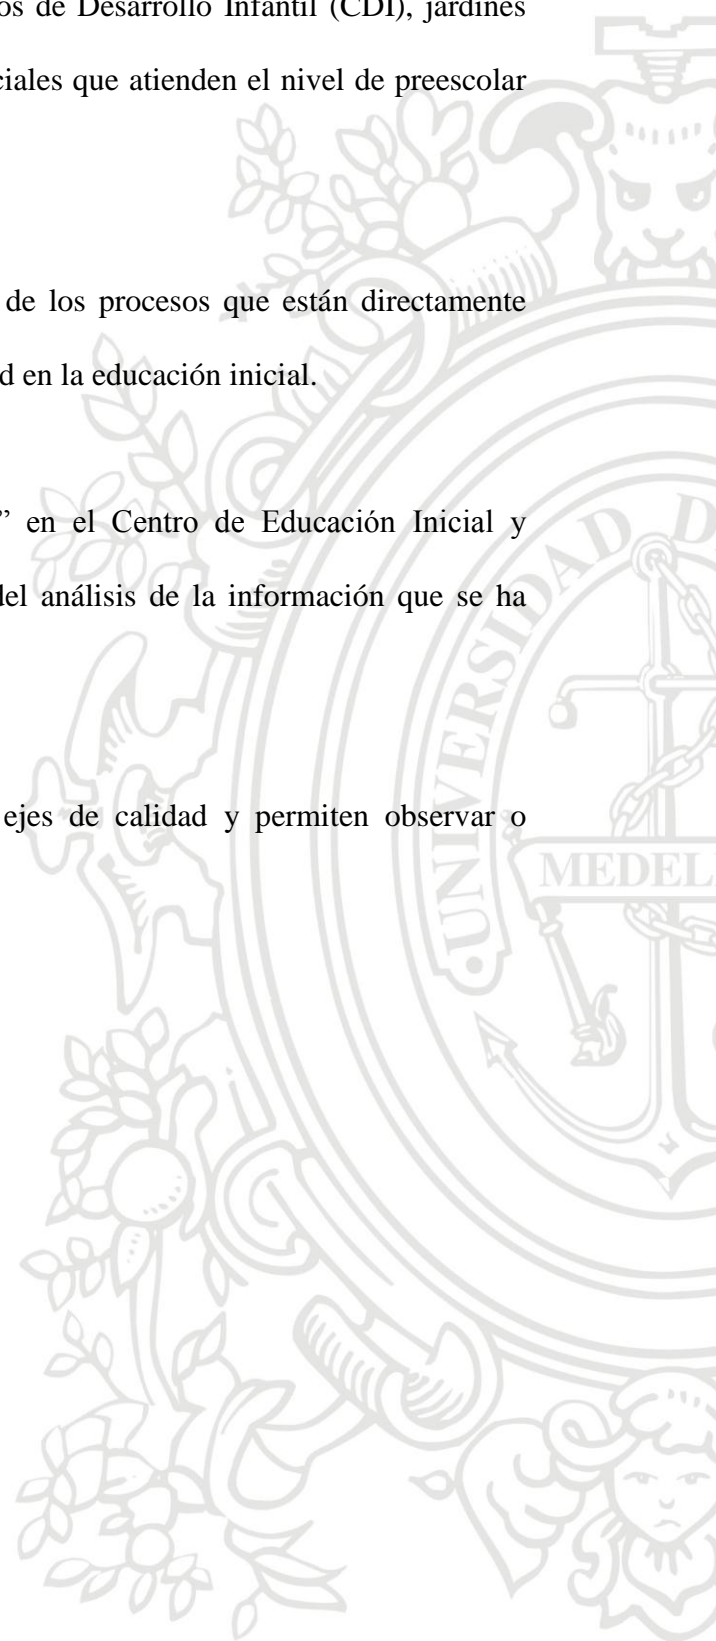 os de Desarrollo Infantil (CDI), jardines
ciales que atienden el nivel de preescolar
de los procesos que están directamente
d en la educación inicial.
” en el Centro de Educación Inicial y
del análisis de la información que se ha
ejes de calidad y permiten observar o
UNIVERSIDAD D
MEDEL